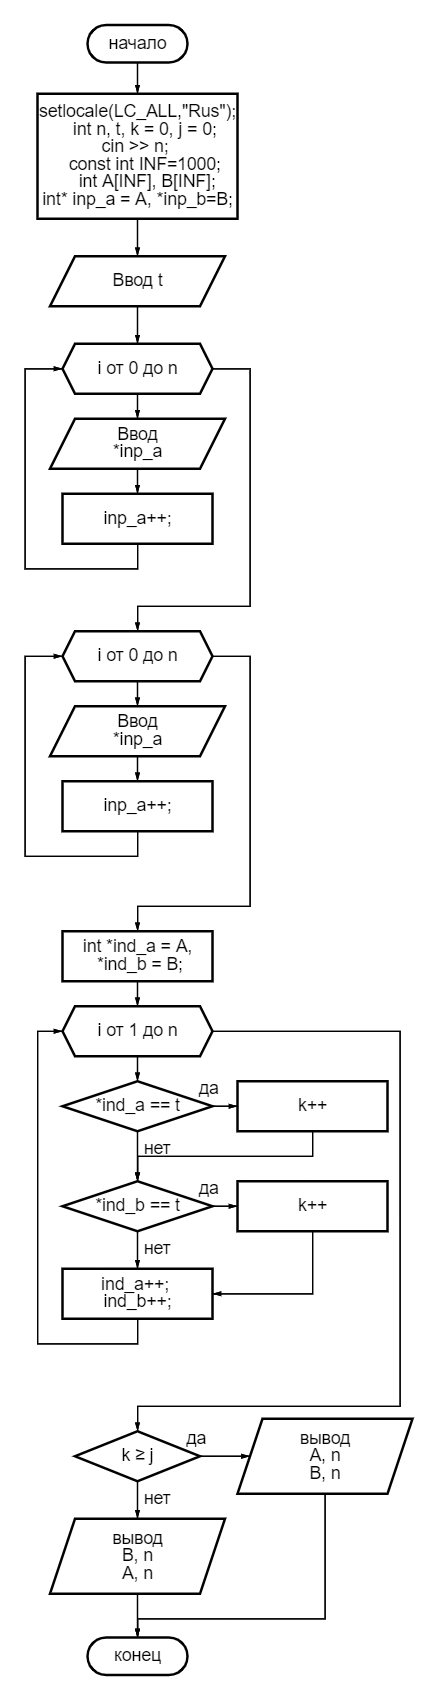 начало
setlocale(LC_ALL,"Rus");
int n, t, k = 0, j = 0;
cin >> n;
const int INF=1000;
int A[INF], B[INF];
int* inp_a = A, *inp_b=B;
Ввод t
i от 0 до n
Ввод
*inp_a
inp_a++;
i от 0 до n
Ввод
*inp_a
inp_a++;
int *ind_a = A,
*ind_b = B;
i от 1 до n
*ind_a == t
да
k++
нет
*ind_b == t
да
k++
нет
ind_a++;
ind_b++;
k ≥ j
да
вывод
A, n
B, n
нет
вывод
B, n
A, n
конец